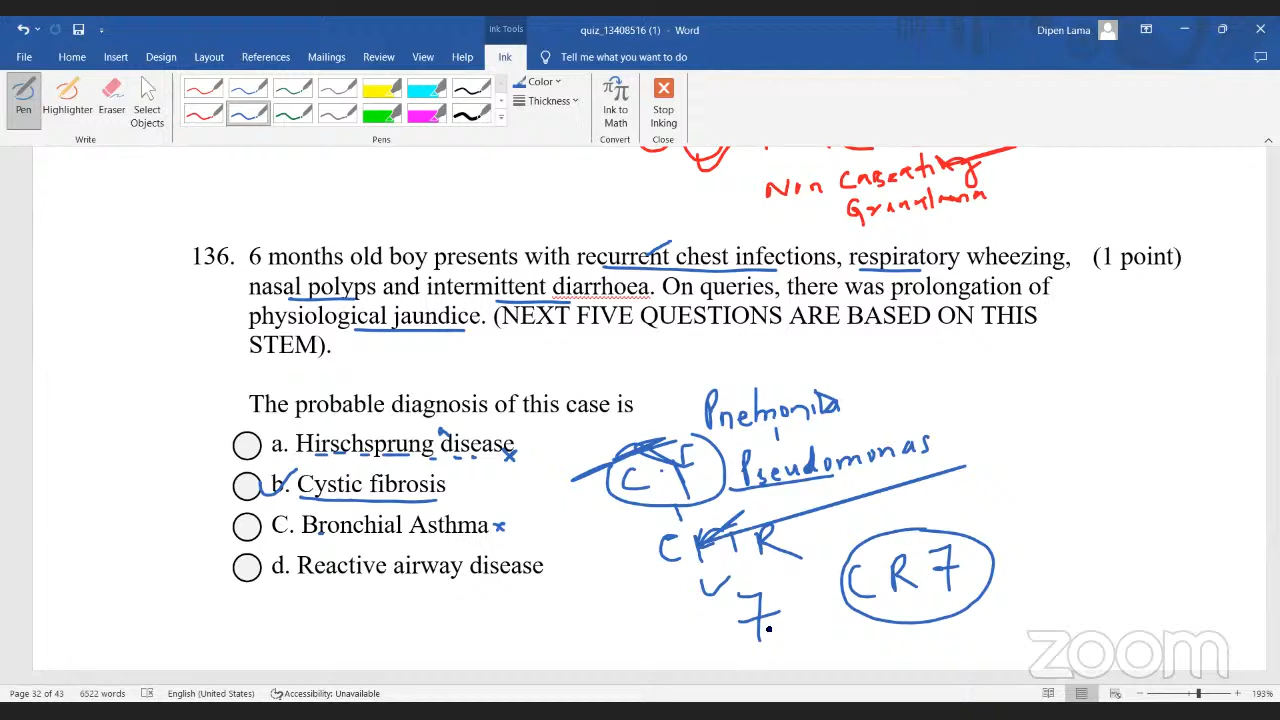 Ink Tools
quiz_13408516 (1) - Word
Dipen Lama
File Home Insert Design Layout References Mailings Review View Help Ink Tell me what you want to do
Pen Highlighter Eraser Select Objects
Color
Thickness
Ink to Math
Stop Inking
Write Pens Convert Close
Non Caseating
Granuloma
136. 6 months old boy presents with recurrent chest infections, respiratory wheezing, (1 point)
nasal polyps and intermittent diarrhoea. On queries, there was prolongation of
physiological jaundice. (NEXT FIVE QUESTIONS ARE BASED ON THIS
STEM).
The probable diagnosis of this case is
a. Hirschsprung disease
b. Cystic fibrosis
C. Bronchial Asthma
d. Reactive airway disease
Pnemonia
C.F
Pseudomonas
CFTR
7
CR7
zoom
Page 32 of 43 6522 words English (United States) Accessibility: Unavailable 193%